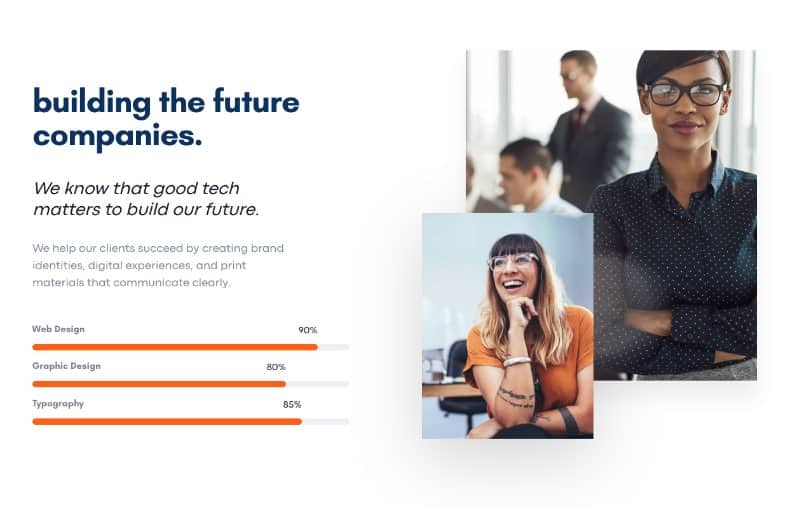 building the future
companies.
We know that good tech
matters to build our future.
We help our clients succeed by creating brand
identities, digital experiences, and print
materials that communicate clearly.
Web Design 90%
Graphic Design 80%
Typography 85%